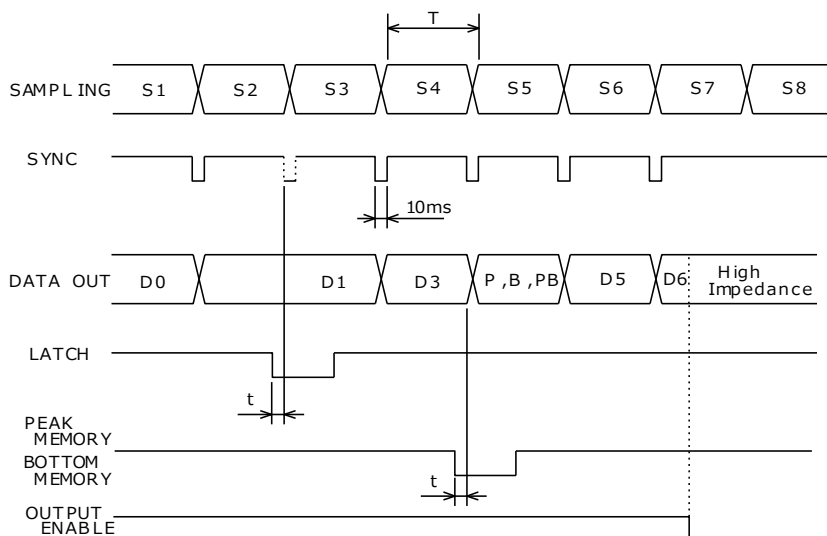 T
SAMPLING S1 S2 S3 S4 S5 S6 S7 S8
SYNC
10ms
DATA OUT D0 D1 D3 P,B,PB D5 D6 High
Impedance
LATCH
t
PEAK
MEMORY
BOTTOM
MEMORY
t
OUTPUT
ENABLE